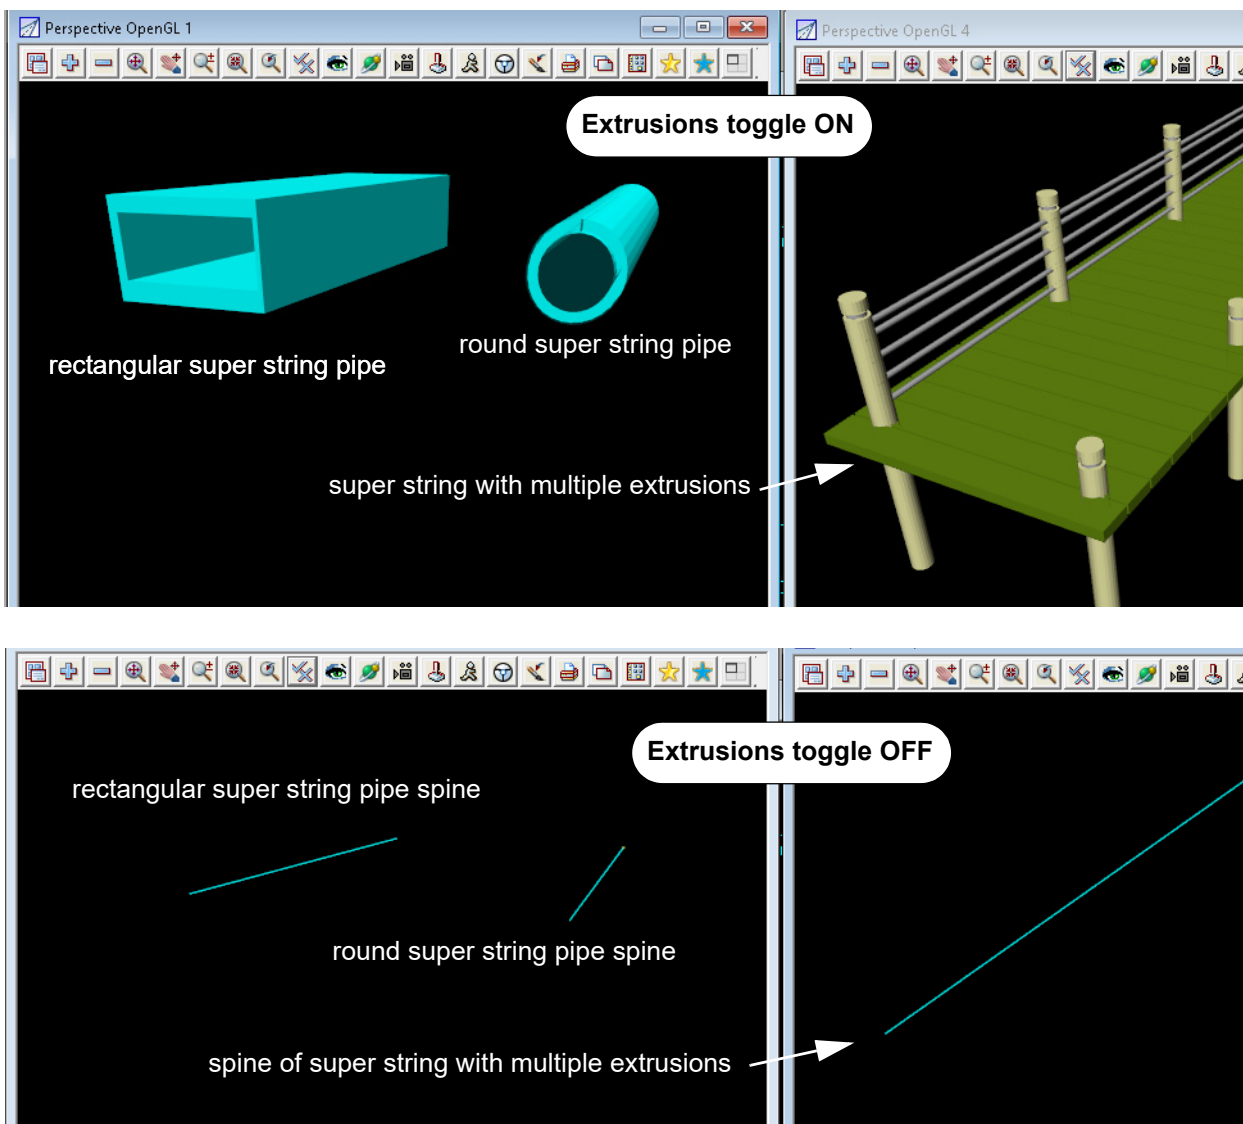 Perspective OpenGL 1
Perspective OpenGL 4
Extrusions toggle ON
rectangular super string pipe
round super string pipe
super string with multiple extrusions
Extrusions toggle OFF
rectangular super string pipe spine
round super string pipe spine
spine of super string with multiple extrusions